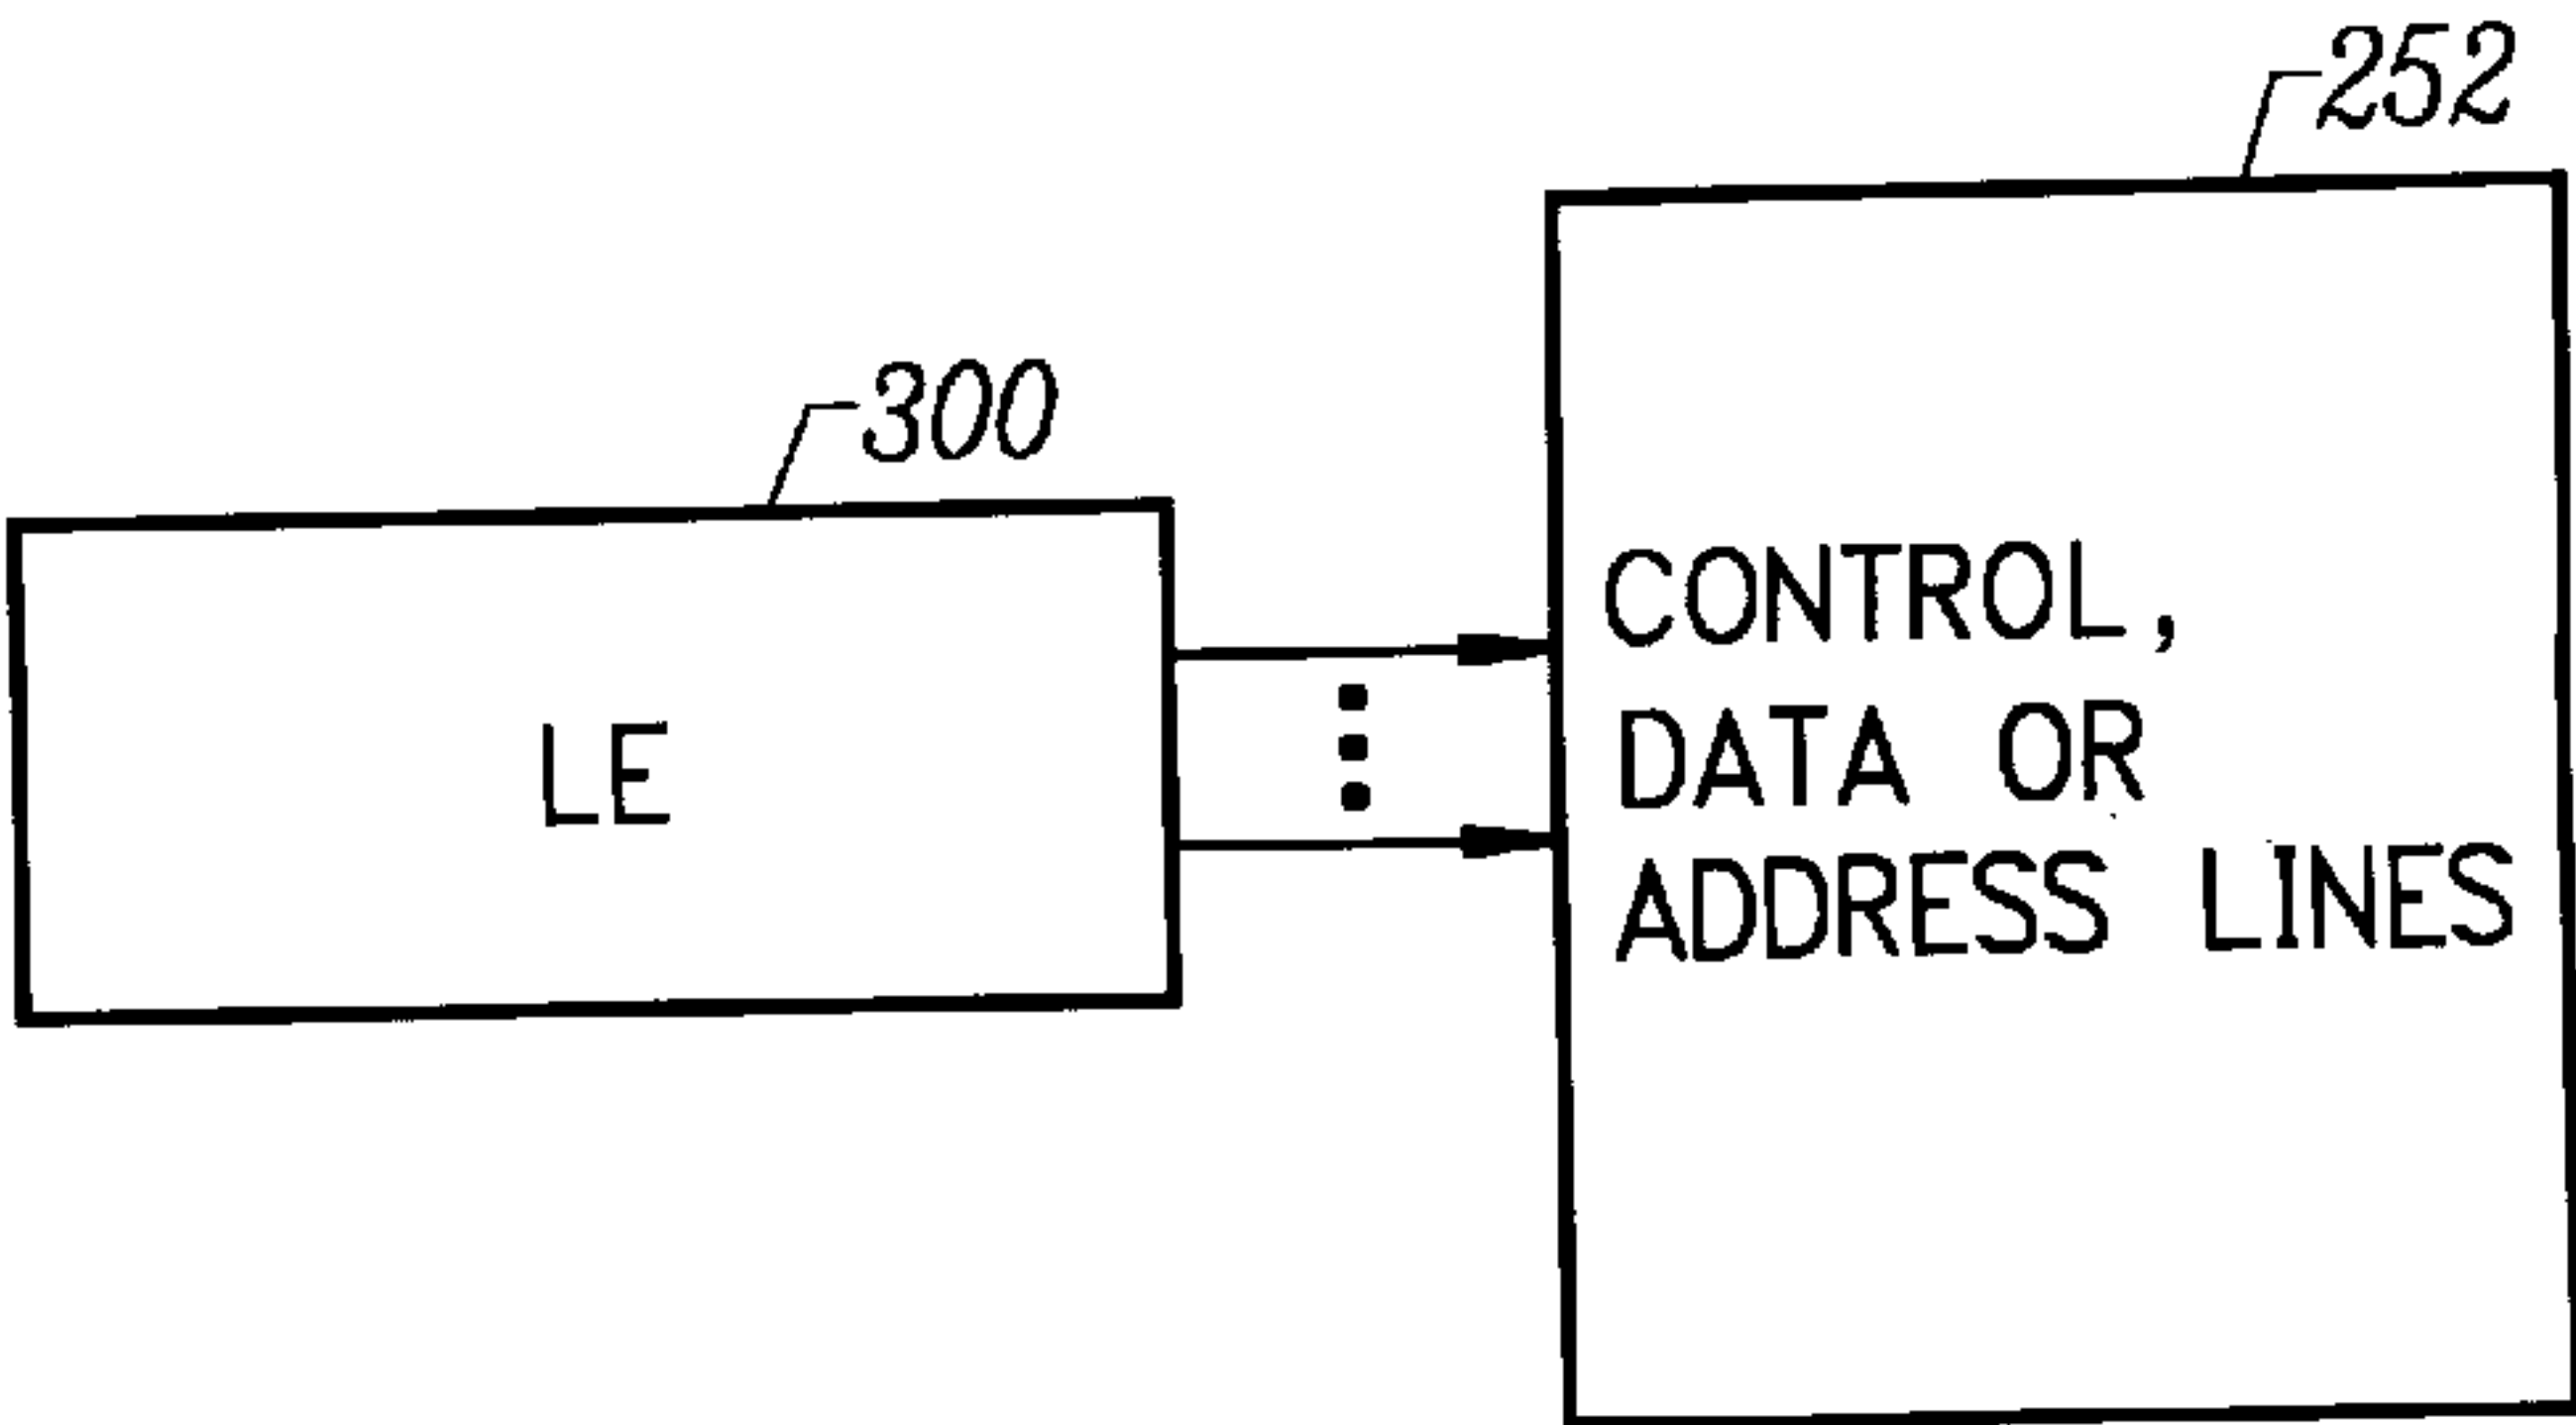 252
300
LE
CONTROL,
DATA OR
ADDRESS LINES